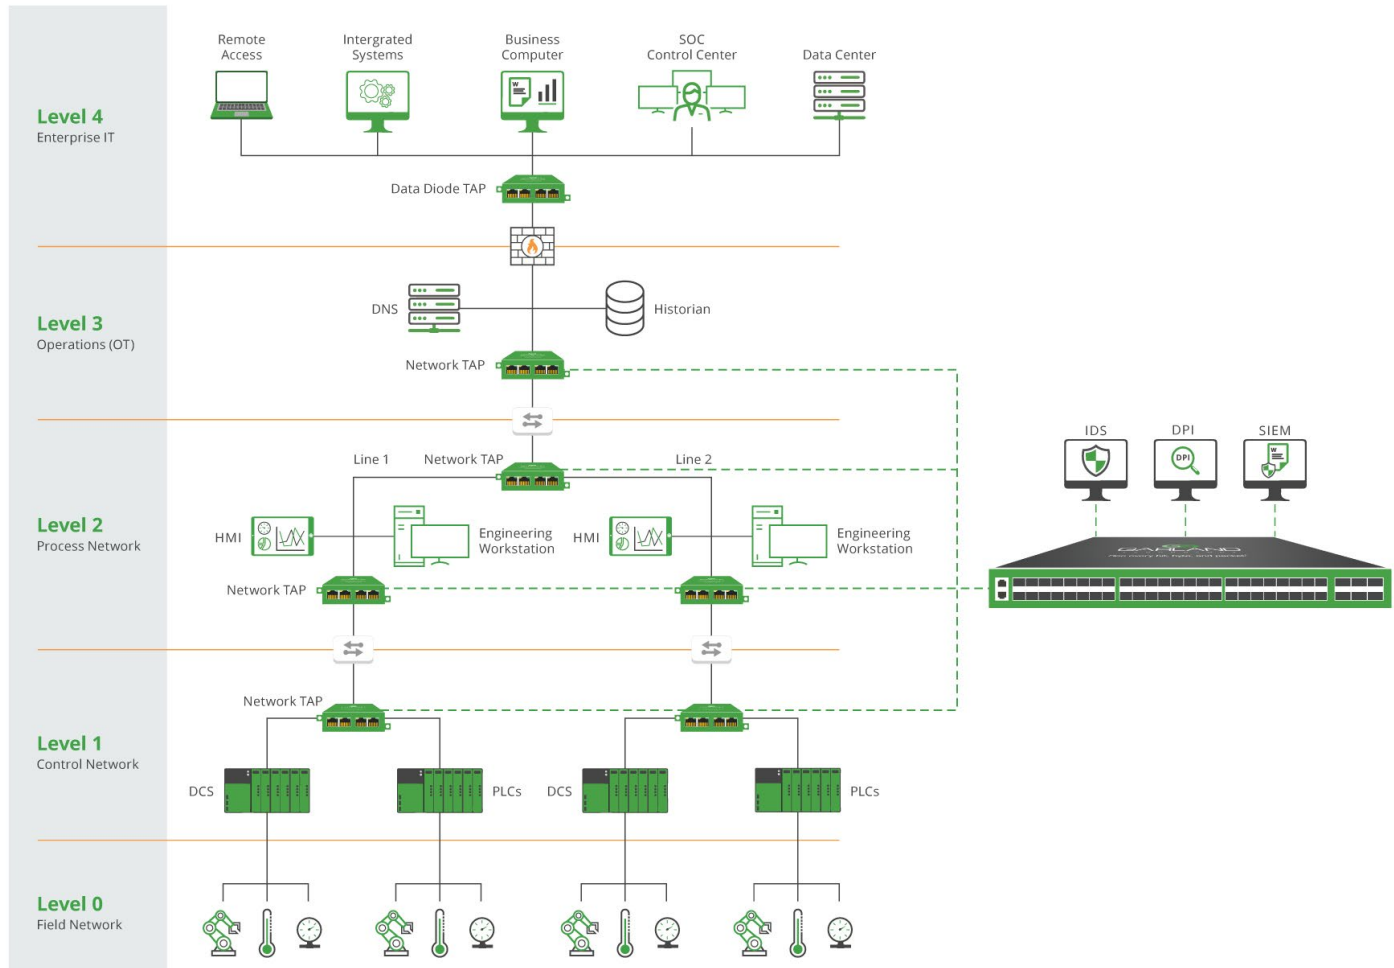 Remote
Access
Intergrated
Systems
Business
Computer
SOC
Control Center
Data Center
W
Level 4
Enterprise IT
Data Diode TAP
DNS
Historian
Level 3
Operations (OT)
Network TAP
IDS
DPI
SIEM
DPI
W
Line 1
Network TAP
Line 2
Level 2
Process Network
HMI
Engineering
Workstation
HMI
Engineering
Workstation
GARLAND
Network TAP
Network TAP
Level 1
Control Network
DCS
PLCs
DCS
PLCs
Level 0
Field Network